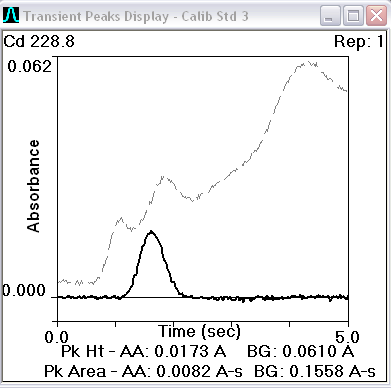 Transient Peaks Display - Calib Std 3
Cd 228.8 Rep: 1
0.062
Absorbance
0.000
0.0 Time (sec) 5.0
Pk Ht - AA: 0.0173 A BG: 0.0610 A
Pk Area - AA: 0.0082 A-s BG: 0.1558 A-s